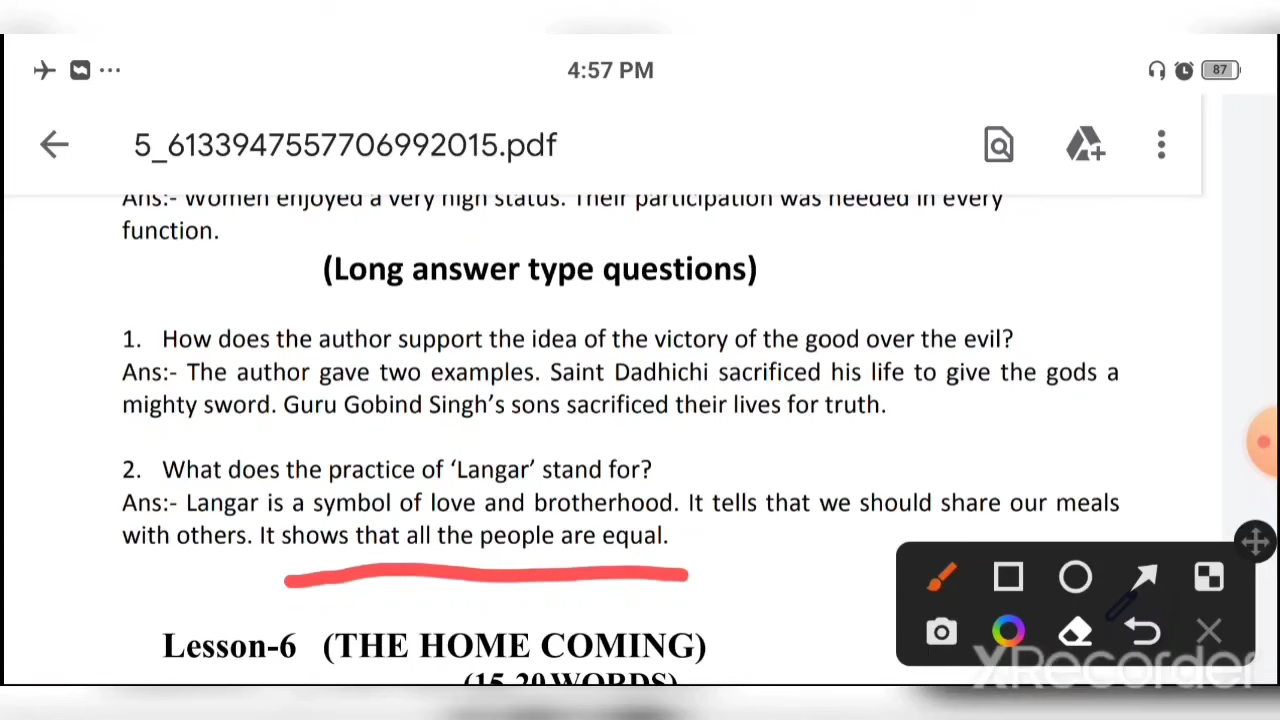 4:57 PM
87
5_6133947557706992015.pdf
Ans:- Women enjoyed a very high status. Their participation was needed in every
function.
(Long answer type questions)
1. How does the author support the idea of the victory of the good over the evil?
Ans:- The author gave two examples. Saint Dadhichi sacrificed his life to give the gods a
mighty sword. Guru Gobind Singh’s sons sacrificed their lives for truth.
2. What does the practice of ‘Langar’ stand for?
Ans:- Langar is a symbol of love and brotherhood. It tells that we should share our meals
with others. It shows that all the people are equal.
Lesson-6 (THE HOME COMING)
(15-20 WORDS)
XRecorder